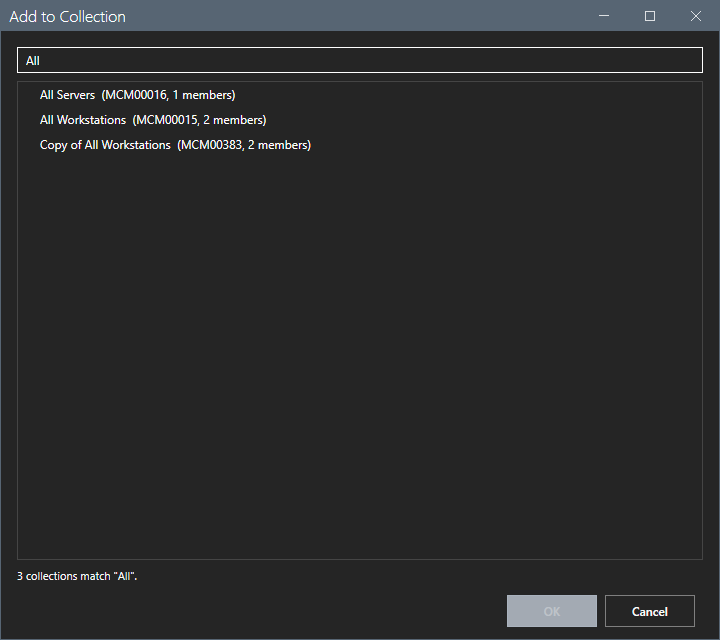 Add to Collection
All
All Servers (MCM00016, 1 members)
All Workstations (MCM00015, 2 members)
Copy of All Workstations (MCM00383, 2 members)
3 collections match "All".
OK
Cancel